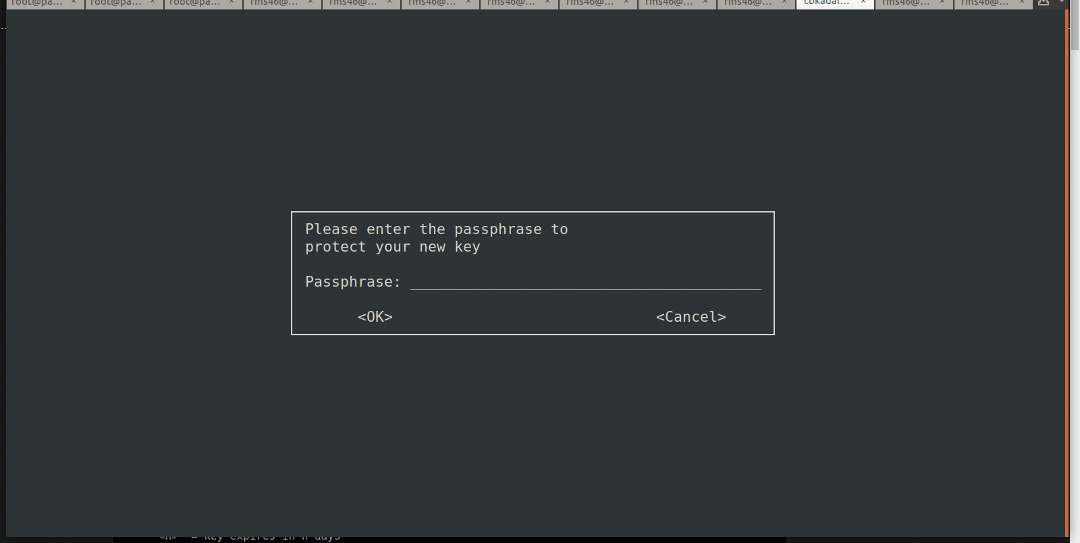 root@pa... × root@pa... × root@pa... × rms46@... × rms46@... × rms46@... × rms46@... × rms46@... × rms46@... × rms46@... × cbkadal... × rms46@... × rms46@... ×
Please enter the passphrase to
protect your new key
Passphrase:
<OK> <Cancel>
<n> = key expires in n days